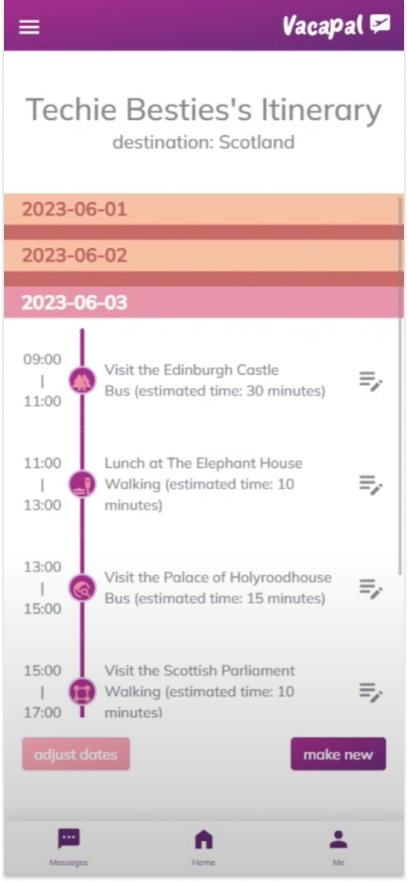 Vacapal
Techie Besties's Itinerary
destination: Scotland
2023-06-01
2023-06-02
2023-06-03
09:00
|
11:00
Visit the Edinburgh Castle
Bus (estimated time: 30 minutes)
11:00
|
13:00
Lunch at The Elephant House
Walking (estimated time: 10
minutes)
13:00
|
15:00
Visit the Palace of Holyroodhouse
Bus (estimated time: 15 minutes)
15:00
|
17:00
Visit the Scottish Parliament
Walking (estimated time: 10
minutes)
adjust dates
make new
Messages
Home
Me